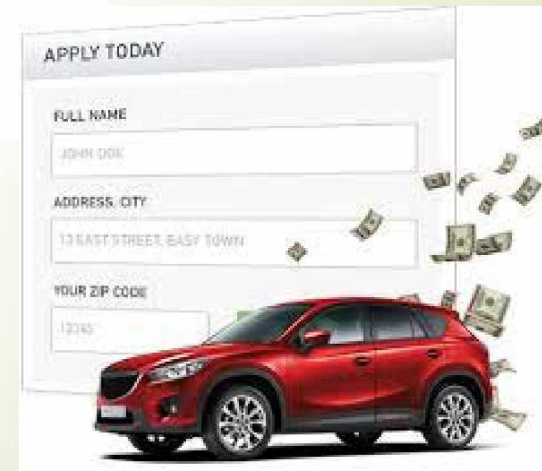 APPLY TODAY
FULL NAME
JOHN DOE
ADDRESS, CITY
13 EAST STREET, EASY TOWN
YOUR ZIP CODE
12345